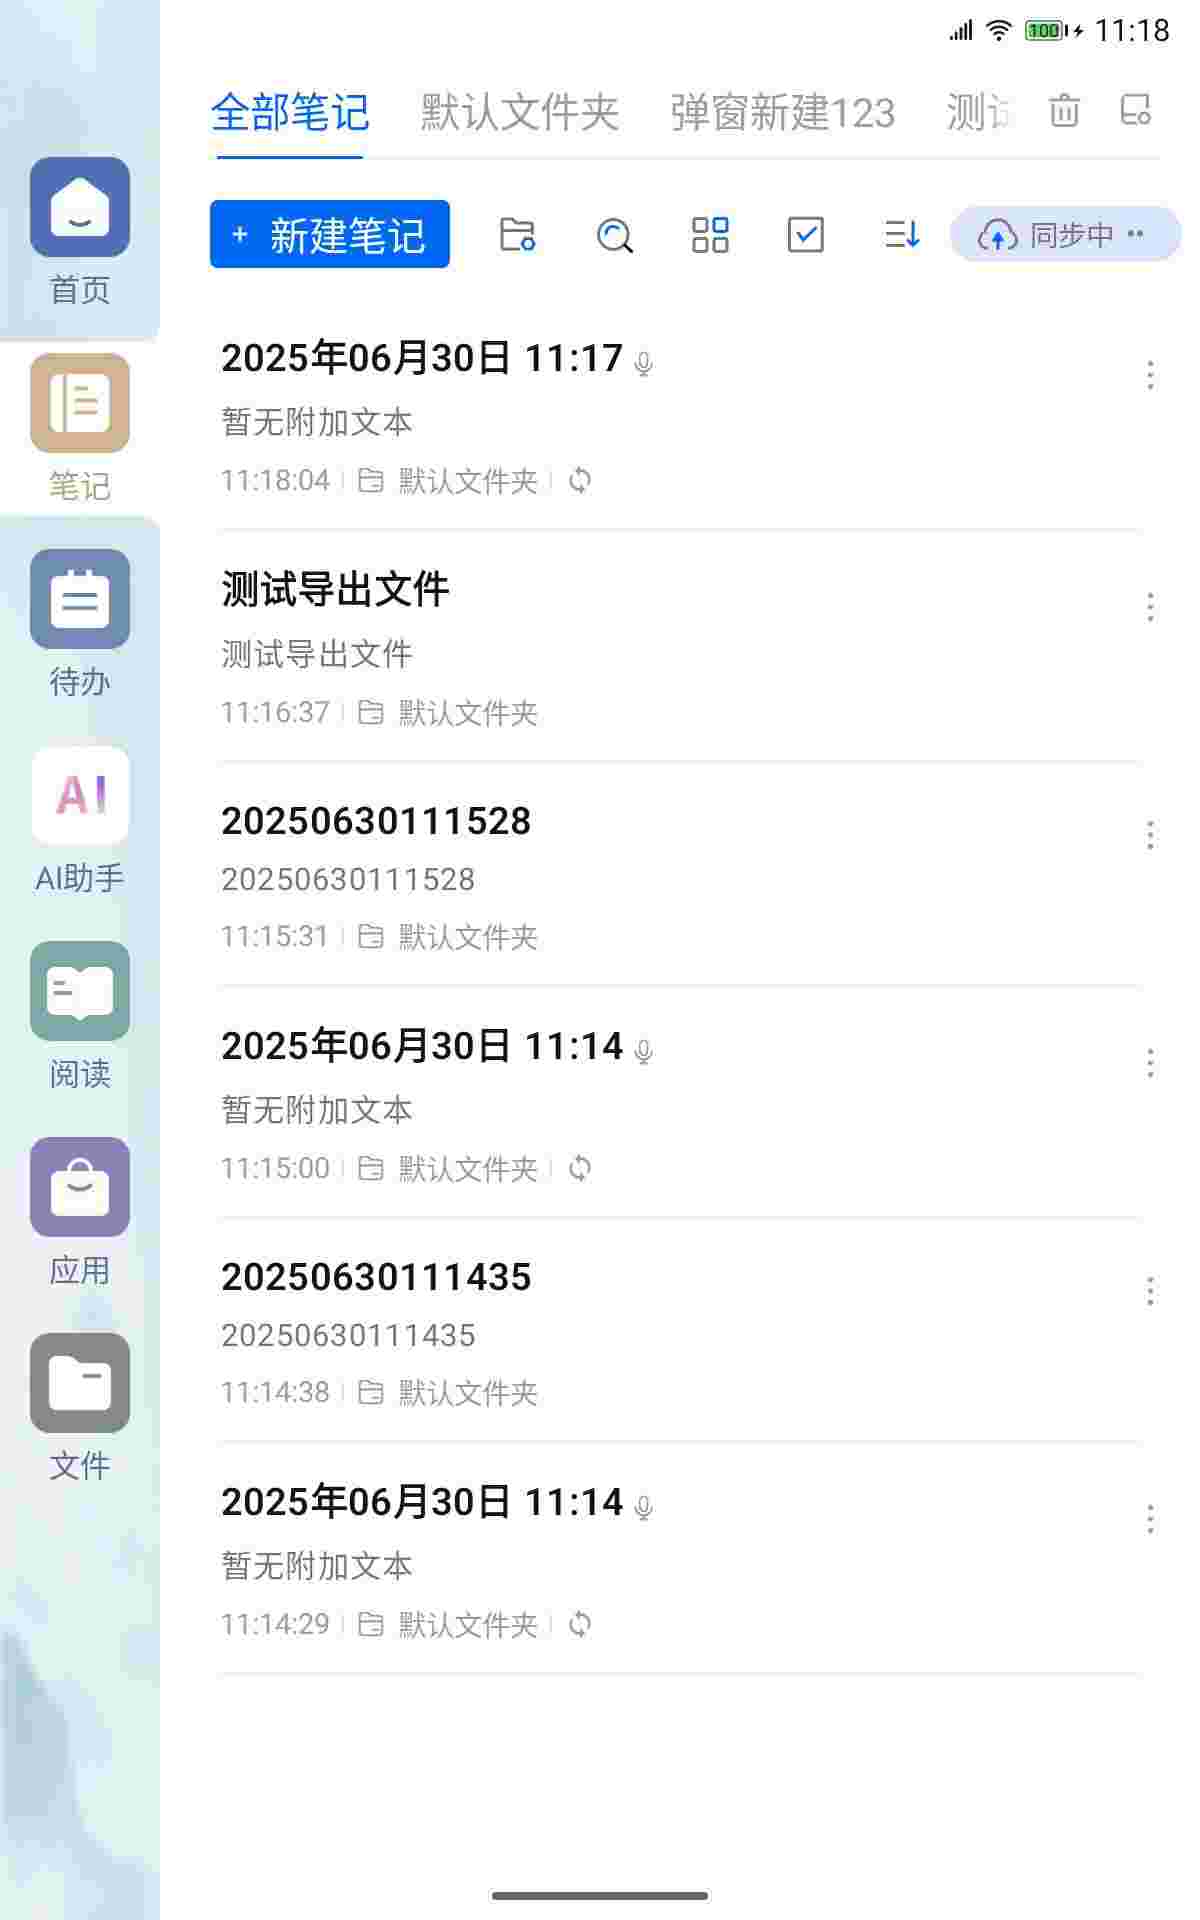 100 11:18
全部笔记 默认文件夹 弹窗新建123 测试
+ 新建笔记 同步中 ··
首页
笔记
待办
AI
AI助手
阅读
应用
文件
2025年06月30日 11:17
暂无附加文本
11:18:04 默认文件夹
测试导出文件
测试导出文件
11:16:37 默认文件夹
20250630111528
20250630111528
11:15:31 默认文件夹
2025年06月30日 11:14
暂无附加文本
11:15:00 默认文件夹
20250630111435
20250630111435
11:14:38 默认文件夹
2025年06月30日 11:14
暂无附加文本
11:14:29 默认文件夹